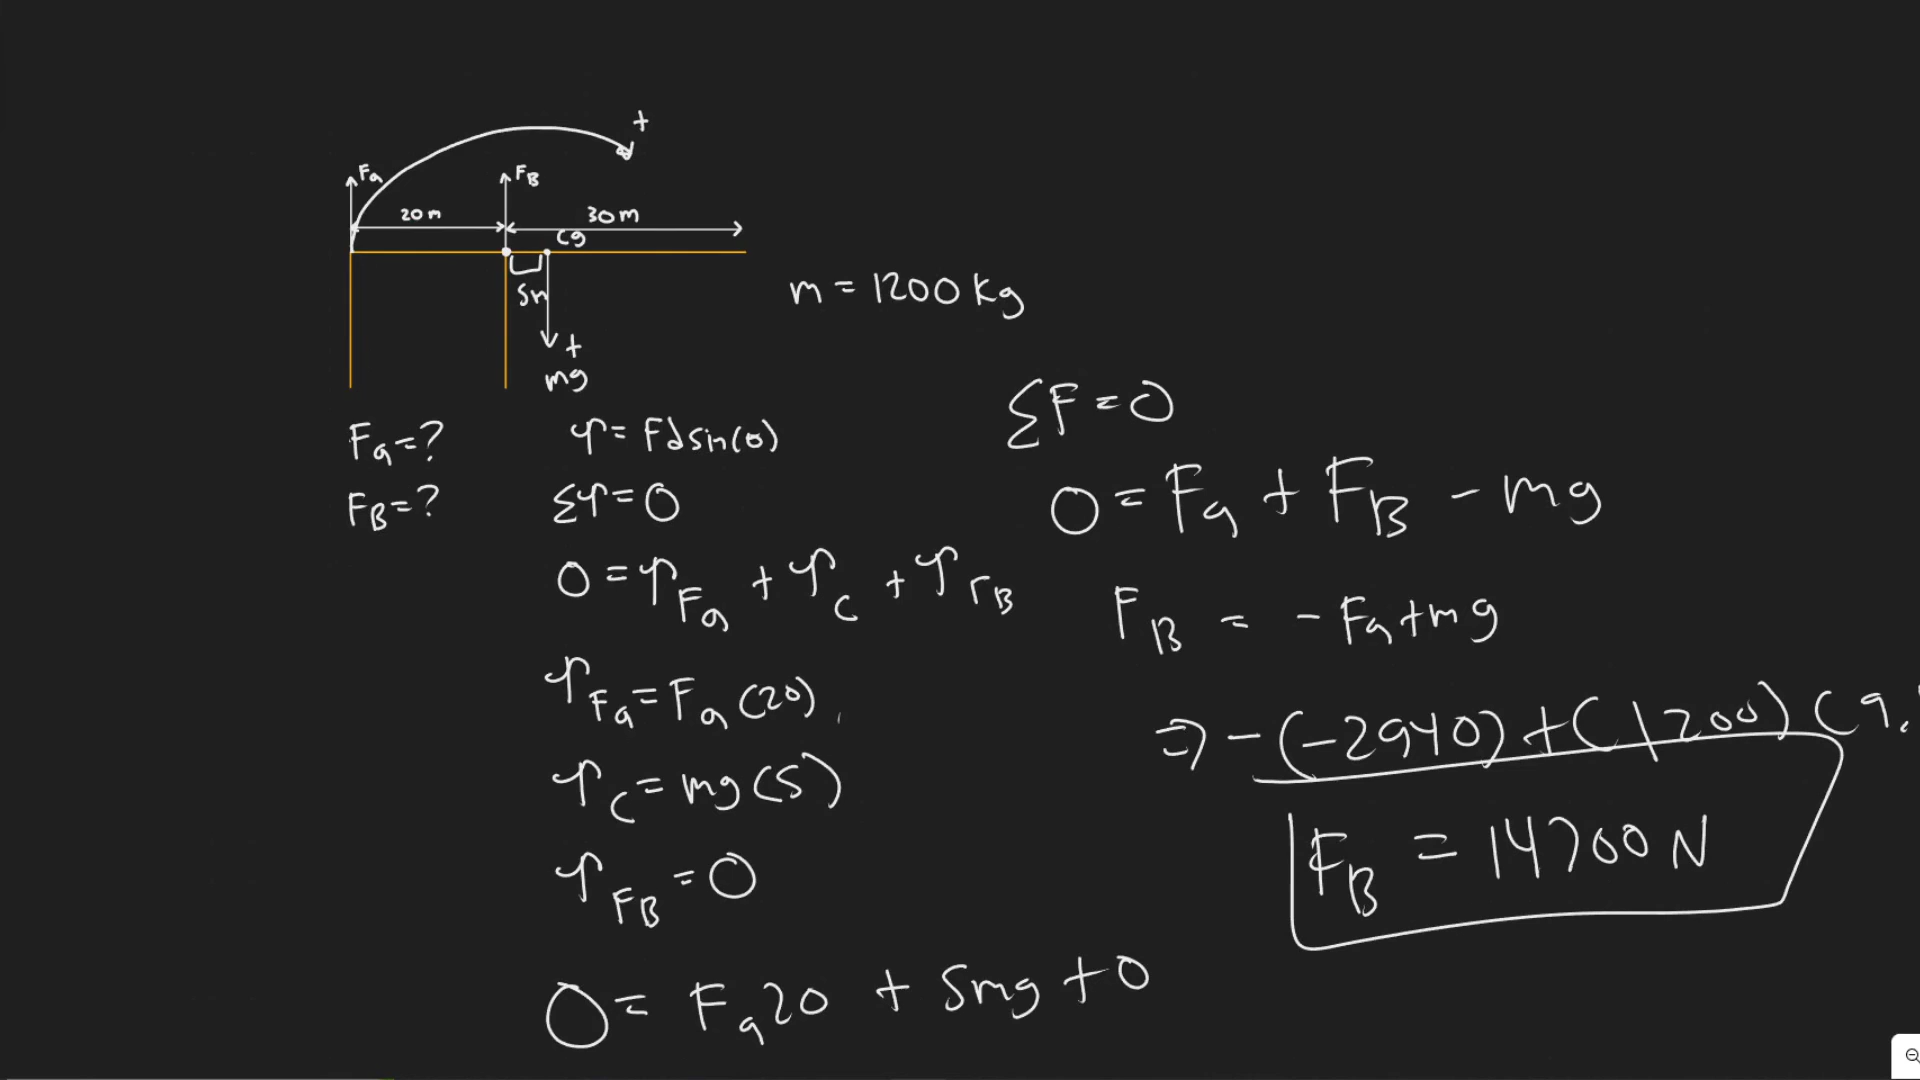 +
Fa
FB
20m
30m
cg
5m
+
mg
m = 1200 kg
Fa=?
FB=?
τ= Fdsin(θ)
Στ=0
0=τFa + τC + τFB
τFa=Fa(20)
τC=mg(5)
τFB=0
0= Fa20 + 5mg +0
ΣF=0
0=Fa + FB - mg
FB = -Fa+mg
=> -(-2940)+(1200)(9.
FB = 14700 N